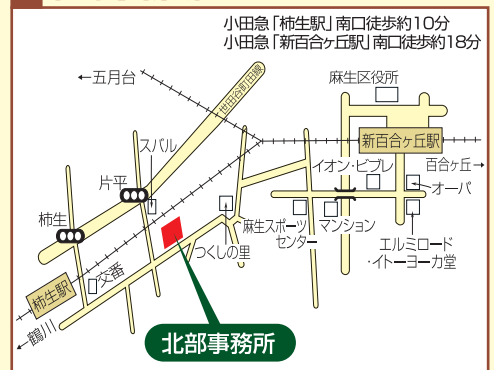 小田急「柿生駅」南口徒歩約10分
小田急「新百合ヶ丘駅」南口徒歩約18分
←五月台
世田谷町田線
麻生区役所
スバル
新百合ヶ丘駅
片平
イオン・ビブレ
百合ヶ丘→
オーパ
柿生
麻生スポーツ
センター
マンション
つくしの里
エルミロード
・イトーヨーカ堂
交番
柿生駅
←鶴川
北部事務所